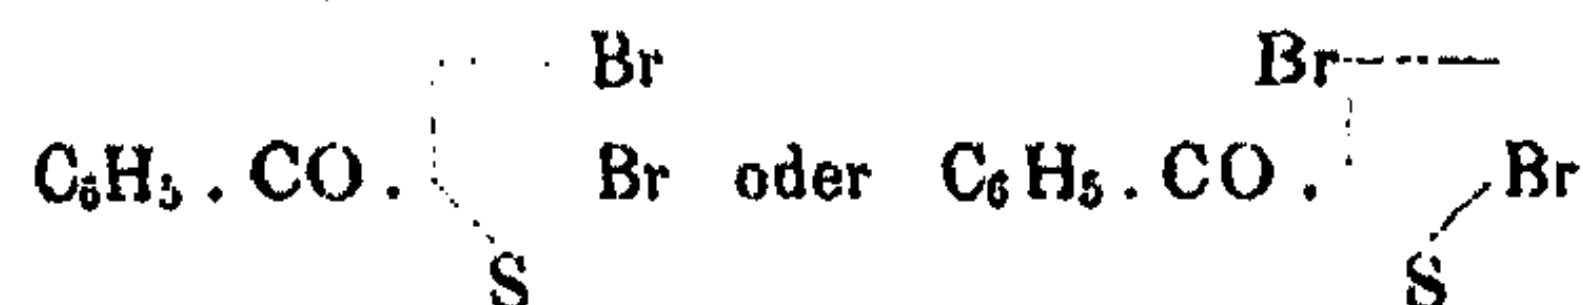 Br Br
C₆H₅ . CO . Br oder C₆H₅ . CO . Br
S S